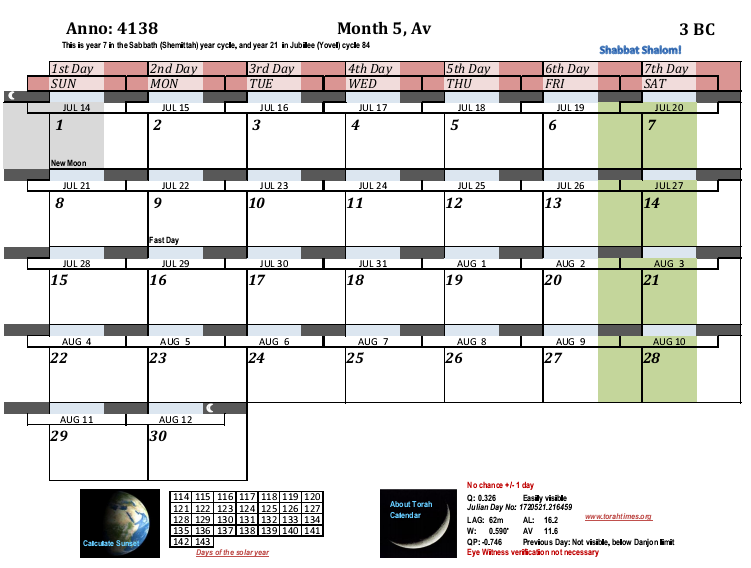 Anno: 4138 Month 5, Av 3 BC
This is year 7 in the Sabbath (Shemittah) year cycle, and year 21 in Jubilee (Yovel) cycle 84
Shabbat Shalom!
1st Day 2nd Day 3rd Day 4th Day 5th Day 6th Day 7th Day
SUN MON TUE WED THU FRI SAT
JUL 14 JUL 15 JUL 16 JUL 17 JUL 18 JUL 19 JUL 20
1 2 3 4 5 6 7
New Moon
JUL 21 JUL 22 JUL 23 JUL 24 JUL 25 JUL 26 JUL 27
8 9 10 11 12 13 14
Fast Day
JUL 28 JUL 29 JUL 30 JUL 31 AUG 1 AUG 2 AUG 3
15 16 17 18 19 20 21
AUG 4 AUG 5 AUG 6 AUG 7 AUG 8 AUG 9 AUG 10
22 23 24 25 26 27 28
AUG 11 AUG 12
29 30
Calculate Sunset
114 115 116 117 118 119 120
121 122 123 124 125 126 127
128 129 130 131 132 133 134
135 136 137 138 139 140 141
142 143
Days of the solar year
About Torah
Calendar
No chance +/- 1 day
Q: 0.326 Easilly visible
Julian Day No: 1720521.216459
LAG: 62m AL: 16.2
www.torahtimes.org
W: 0.590' AV 11.6
QP: -0.746 Previous Day: Not visible, below Danjon limit
Eye Witness verification not necessary